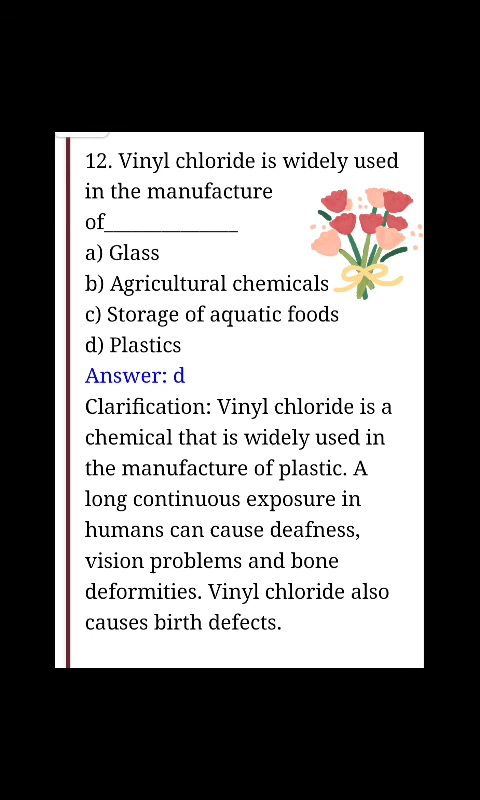 12. Vinyl chloride is widely used
in the manufacture
of_____________
a) Glass
b) Agricultural chemicals
c) Storage of aquatic foods
d) Plastics
Answer: d
Clarification: Vinyl chloride is a
chemical that is widely used in
the manufacture of plastic. A
long continuous exposure in
humans can cause deafness,
vision problems and bone
deformities. Vinyl chloride also
causes birth defects.